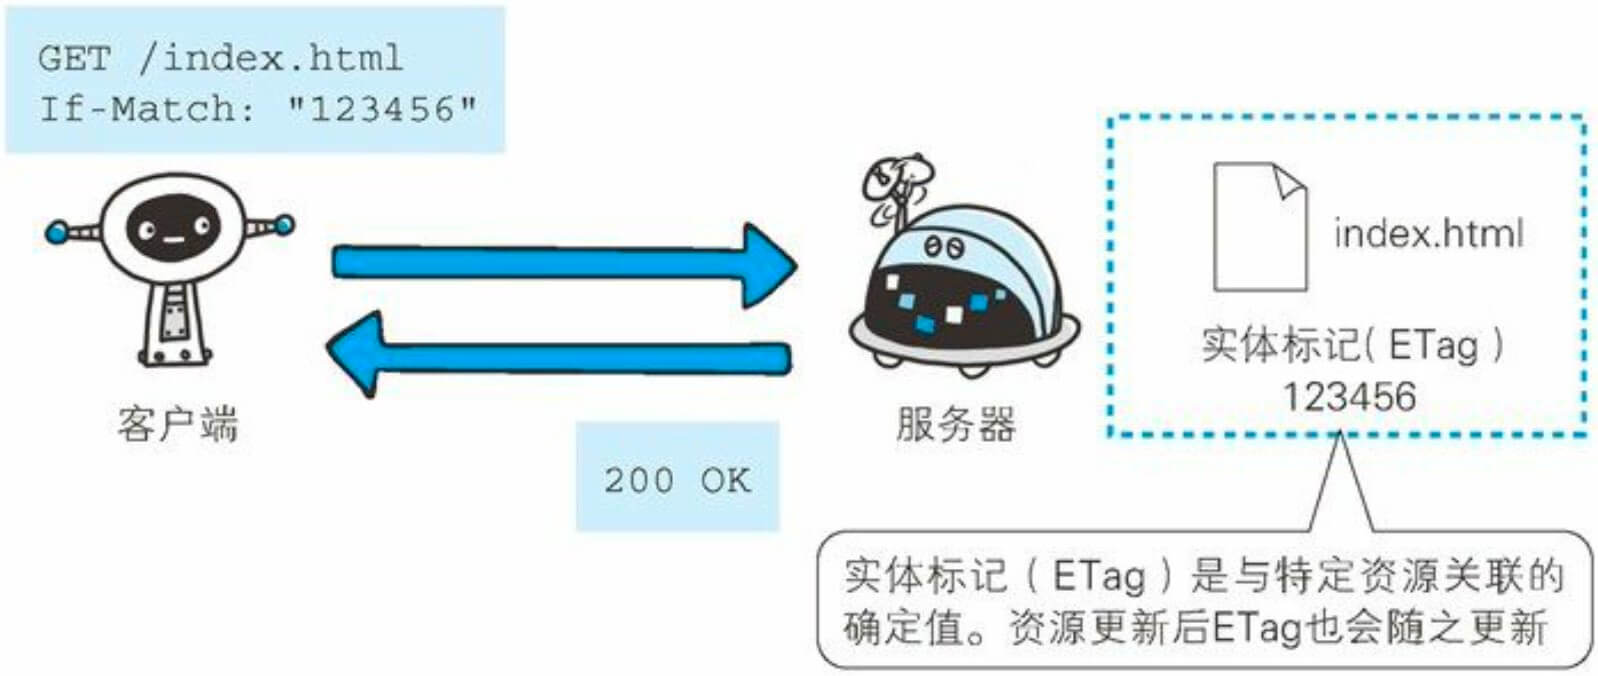 GET /index.html
If-Match: "123456"
客户端
200 OK
服务器
index.html
实体标记( ETag )
123456
实体标记( ETag )是与特定资源关联的
确定值。资源更新后ETag也会随之更新